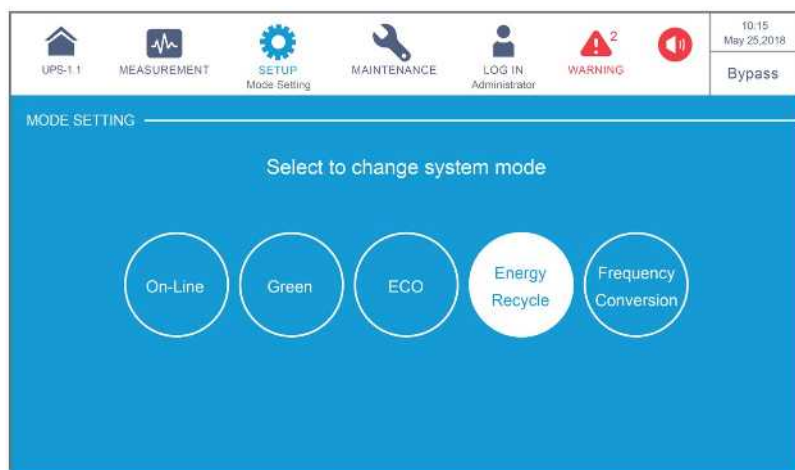 10:15
May 25,2018
UPS-1.1
MEASUREMENT
SETUP
Mode Setting
MAINTENANCE
LOG IN
Administrator
2
WARNING
Bypass
MODE SETTING
Select to change system mode
On-Line
Green
ECO
Energy
Recycle
Frequency
Conversion